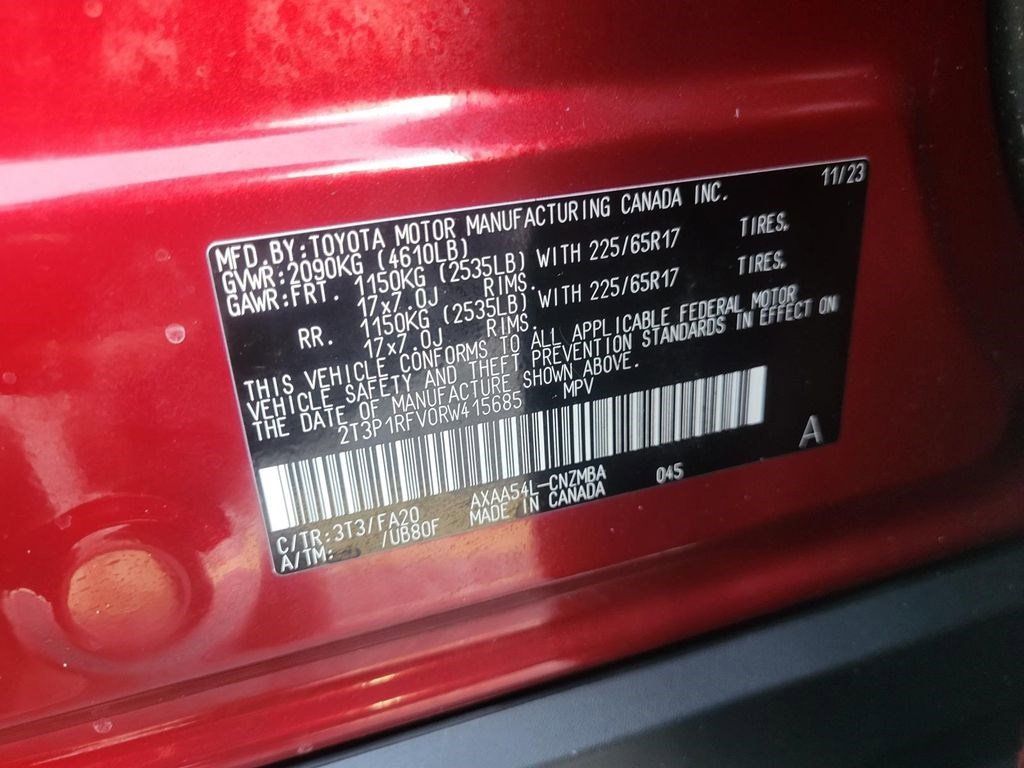 11/23
MFD.BY:TOYOTA MOTOR MANUFACTURING CANADA INC.
GVWR:2090KG (4610LB)
GAWR:FRT. 1150KG (2535LB) WITH 225/65R17 TIRES,
17x7.0J RIMS.
RR. 1150KG (2535LB) WITH 225/65R17 TIRES,
17x7.0J RIMS.
THIS VEHICLE CONFORMS TO ALL APPLICABLE FEDERAL MOTOR
VEHICLE SAFETY AND THEFT PREVENTION STANDARDS IN EFFECT ON
THE DATE OF MANUFACTURE SHOWN ABOVE.
2T3P1RFV0RW415685 MPV
A
C/TR:3T3/FA20 AXAA54L-CNZMBA 045
A/TM: /UB80F MADE IN CANADA